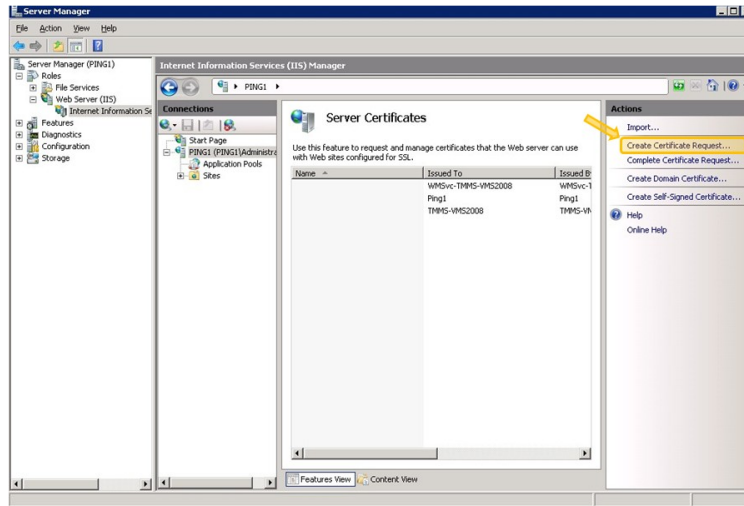 Server Manager
File Action View Help
Server Manager (PING1)
Roles
File Services
Web Server (IIS)
Internet Information Se
Features
Diagnostics
Configuration
Storage
Internet Information Services (IIS) Manager
PING1
Connections
Start Page
PING1 (PING1\Administra
Application Pools
Sites
Server Certificates
Use this feature to request and manage certificates that the Web server can use
with Web sites configured for SSL.
Name Issued To Issued B
WMSvc-TMMS-VMS2008 WMSvc-T
Ping1 Ping1
TMMS-VMS2008 TMMS-VM
Features View Content View
Actions
Import...
Create Certificate Request...
Complete Certificate Request...
Create Domain Certificate...
Create Self-Signed Certificate...
Help
Online Help